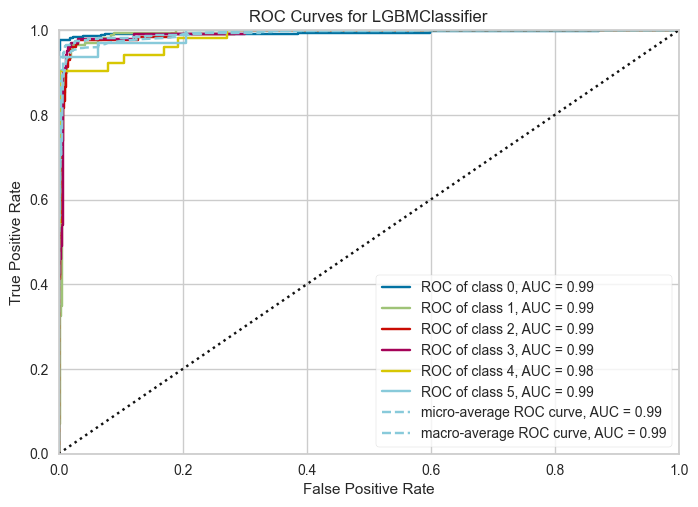 ROC Curves for LGBMClassifier
True Positive Rate
1.0
0.8
0.6
0.4
0.2
0.0
ROC of class 0, AUC = 0.99
ROC of class 1, AUC = 0.99
ROC of class 2, AUC = 0.99
ROC of class 3, AUC = 0.99
ROC of class 4, AUC = 0.98
ROC of class 5, AUC = 0.99
micro-average ROC curve, AUC = 0.99
macro-average ROC curve, AUC = 0.99
0.0 0.2 0.4 0.6 0.8 1.0
False Positive Rate